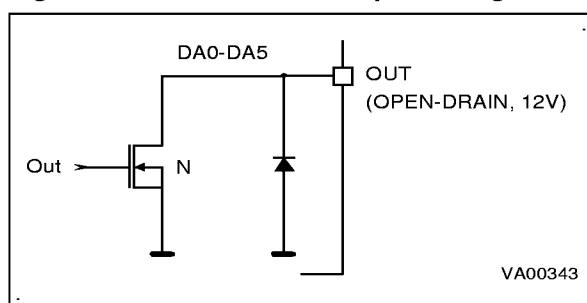 DA0-DA5
OUT
(OPEN-DRAIN, 12V)
Out
N
VA00343